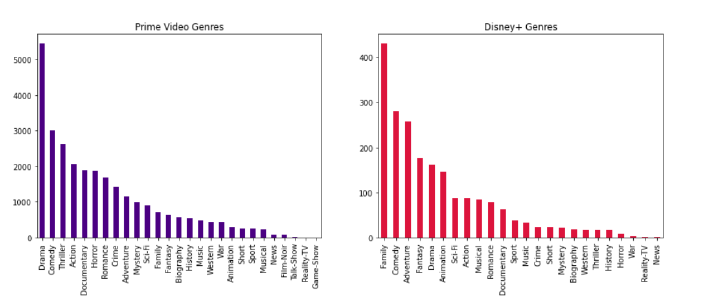 Prime Video Genres
5000
4000
3000
2000
1000
0
Drama
Comedy
Thriller
Action
Documentary
Horror
Romance
Crime
Adventure
Mystery
Sci-Fi
Family
Fantasy
Biography
History
Music
Western
War
Animation
Short
Sport
Musical
News
Film-Noir
Talk-Show
Reality-TV
Game-Show
Disney+ Genres
400
300
200
100
0
Family
Comedy
Adventure
Fantasy
Drama
Animation
Sci-Fi
Action
Musical
Romance
Documentary
Sport
Music
Crime
Short
Mystery
Biography
Western
Thriller
History
Horror
War
Reality-TV
News